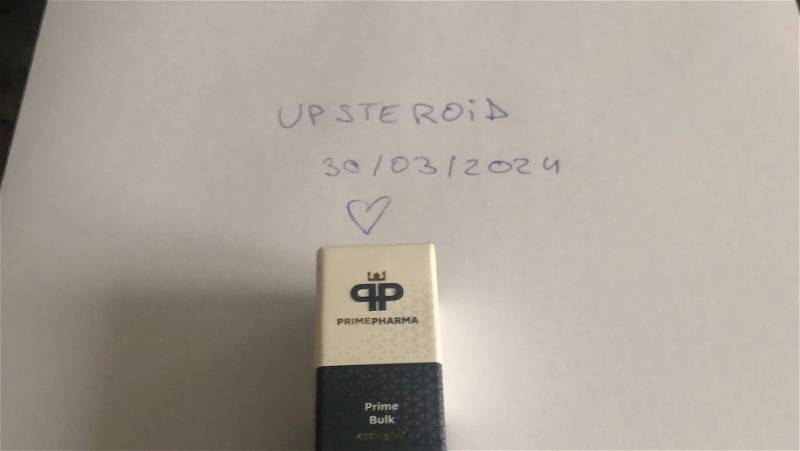 UPSTEROiD
30/03/2024
PRIMEPHARMA
Prime
Bulk